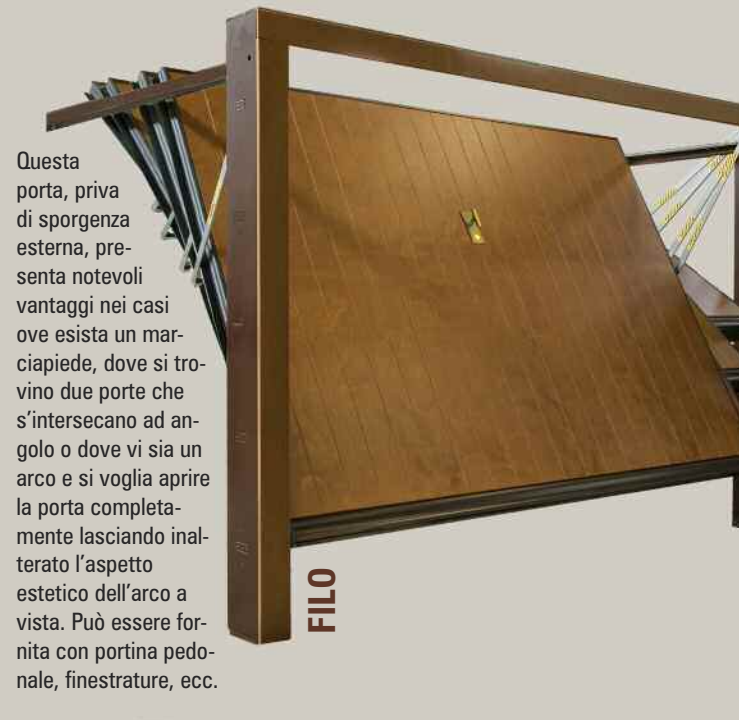 Questa
porta, priva
di sporgenza
esterna, pre-
senta notevoli
vantaggi nei casi
ove esista un mar-
ciapiede, dove si tro-
vino due porte che
s'intersecano ad an-
golo o dove vi sia un
arco e si voglia aprire
la porta completa-
mente lasciando inal-
terato l'aspetto
estetico dell'arco a
vista. Può essere for-
nita con portina pedo-
nale, finestrature, ecc.
FILO